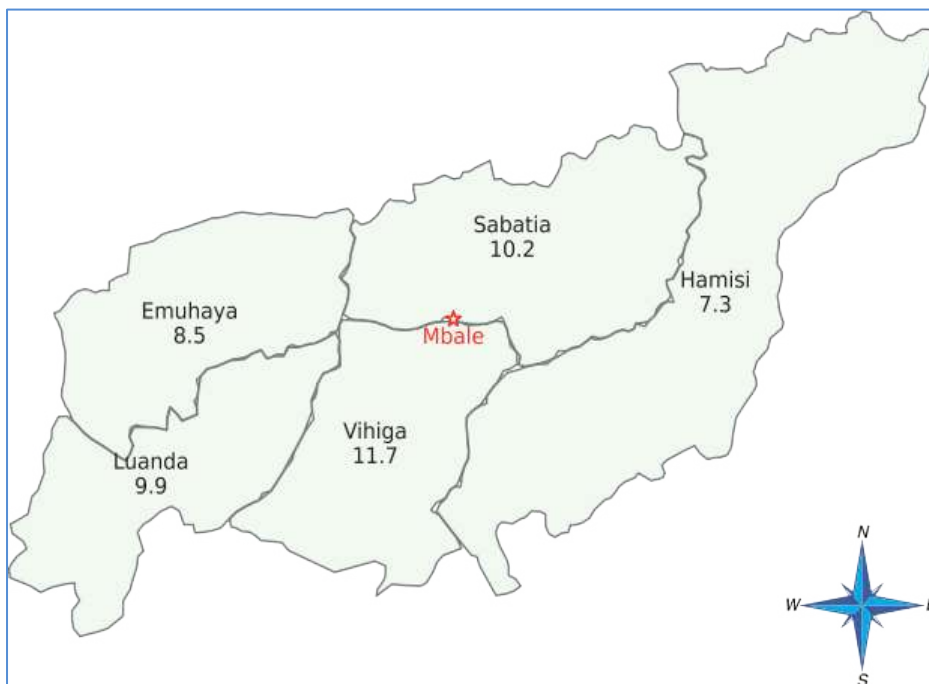 Sabatia
10.2
Hamisi
7.3
Emuhaya
8.5
Mbale
Vihiga
11.7
Luanda
9.9
N
W
S